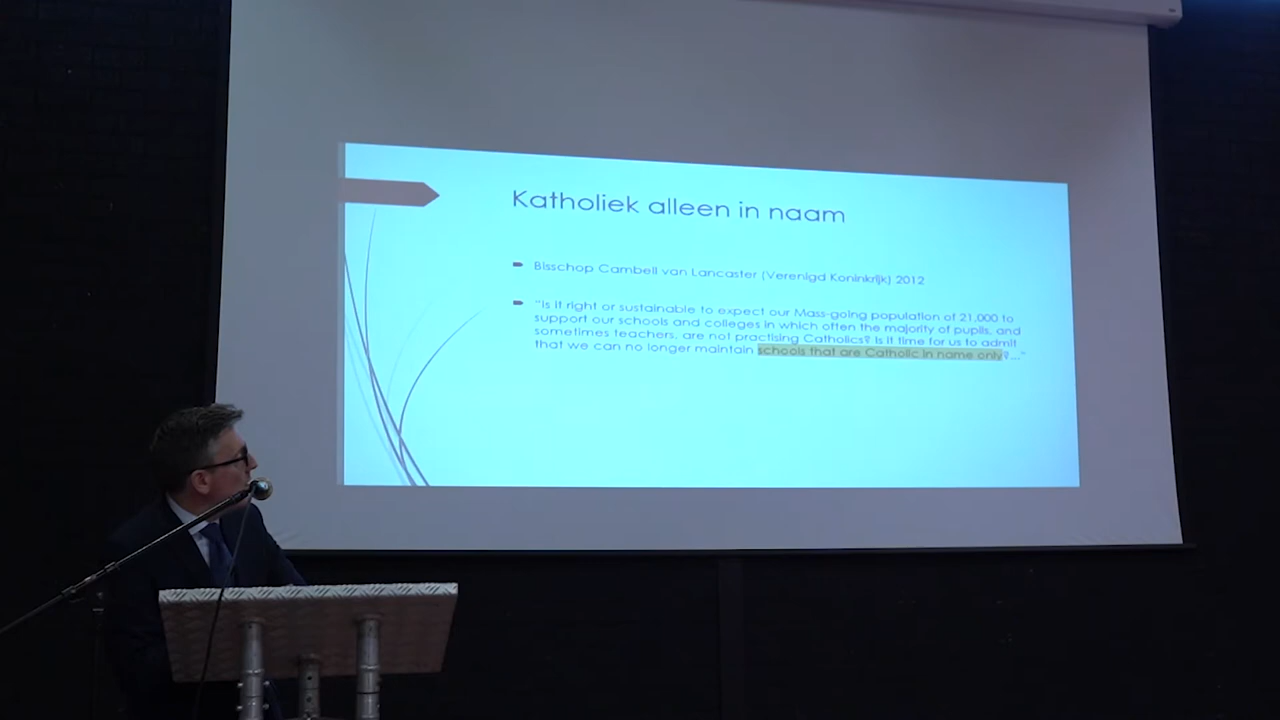 Katholiek alleen in naam
Bisschop Cambell van Lancaster (Verenigd Koninkrijk) 2012
"Is it right or sustainable to expect our Mass-going population of 21,000 to
support our schools and colleges in which often the majority of pupils, and
sometimes teachers, are not practising Catholics? Is it time for us to admit
that we can no longer maintain schools that are Catholic in name only?..."